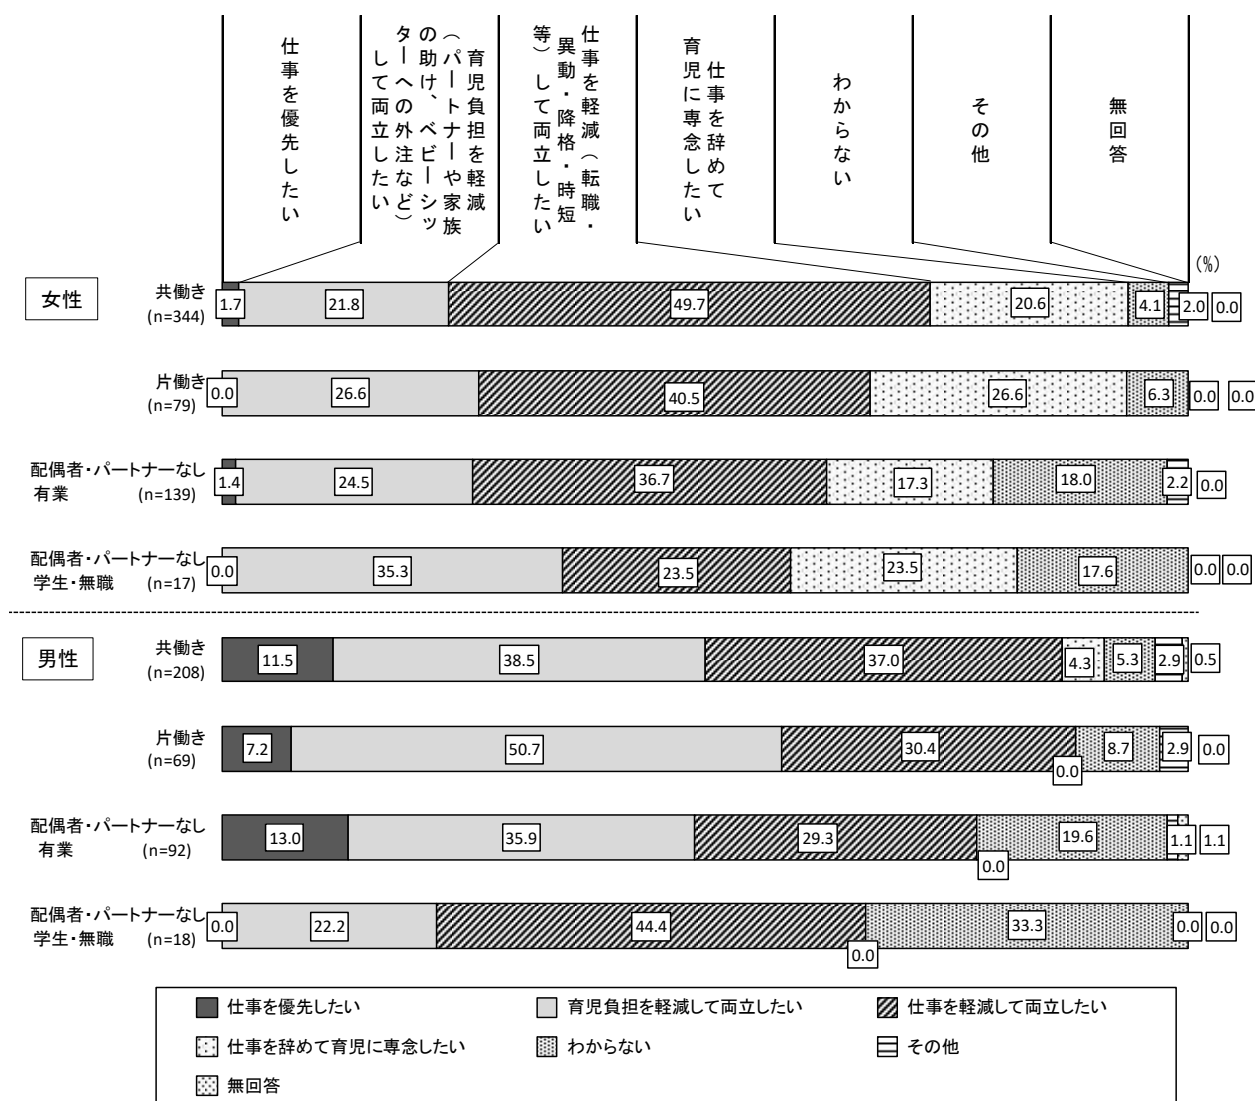 仕事を優先したい
育児負担を軽減
（パートナーや家族
の助け、ベビーシッ
ターへの外注など）
して両立したい
仕事を軽減（転職・
異動・降格・時短
等）して両立したい
仕事を辞めて
育児に専念したい
わからない
その他
無回答
(%)
女性
共働き
(n=344)
1.7
21.8
49.7
20.6
4.1
2.0
0.0
片働き
(n=79)
0.0
26.6
40.5
26.6
6.3
0.0
0.0
配偶者・パートナーなし
有業 (n=139)
1.4
24.5
36.7
17.3
18.0
2.2
0.0
配偶者・パートナーなし
学生・無職 (n=17)
0.0
35.3
23.5
23.5
17.6
0.0
0.0
男性
共働き
(n=208)
11.5
38.5
37.0
4.3
5.3
2.9
0.5
片働き
(n=69)
7.2
50.7
30.4
0.0
8.7
2.9
0.0
配偶者・パートナーなし
有業 (n=92)
13.0
35.9
29.3
0.0
19.6
1.1
1.1
配偶者・パートナーなし
学生・無職 (n=18)
0.0
22.2
44.4
0.0
33.3
0.0
0.0
仕事を優先したい
育児負担を軽減して両立したい
仕事を軽減して両立したい
仕事を辞めて育児に専念したい
わからない
その他
無回答